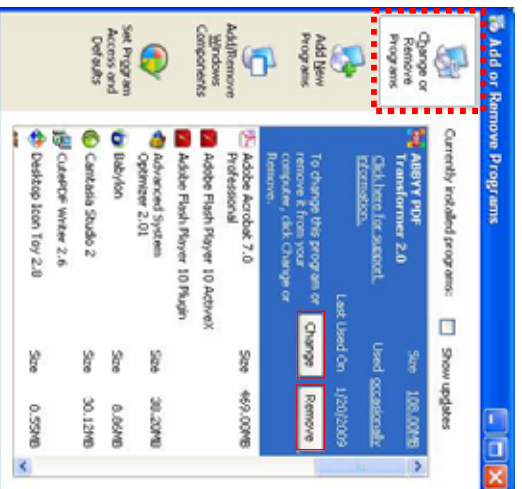 Add or Remove Programs
Change or
Remove
Programs
Add New
Programs
Add/Remove
Windows
Components
Set Program
Access and
Defaults
Currently installed programs:
Show updates
ABBYY PDF
Transformer 2.0
Size 108.00MB
Click here for support
information.
Used occasionally
Last Used On 1/20/2009
To change this program or
remove it from your
computer, click Change or
Remove.
Change
Remove
Adobe Acrobat 7.0
Professional
Size 469.00MB
Adobe Flash Player 10 ActiveX
Adobe Flash Player 10 Plugin
Advanced System
Optimizer 2.01
Size 38.20MB
Babylon
Size 8.86MB
Camtasia Studio 2
Size 30.12MB
CutePDF Writer 2.6
Desktop Icon Toy 2.8
Size 0.55MB